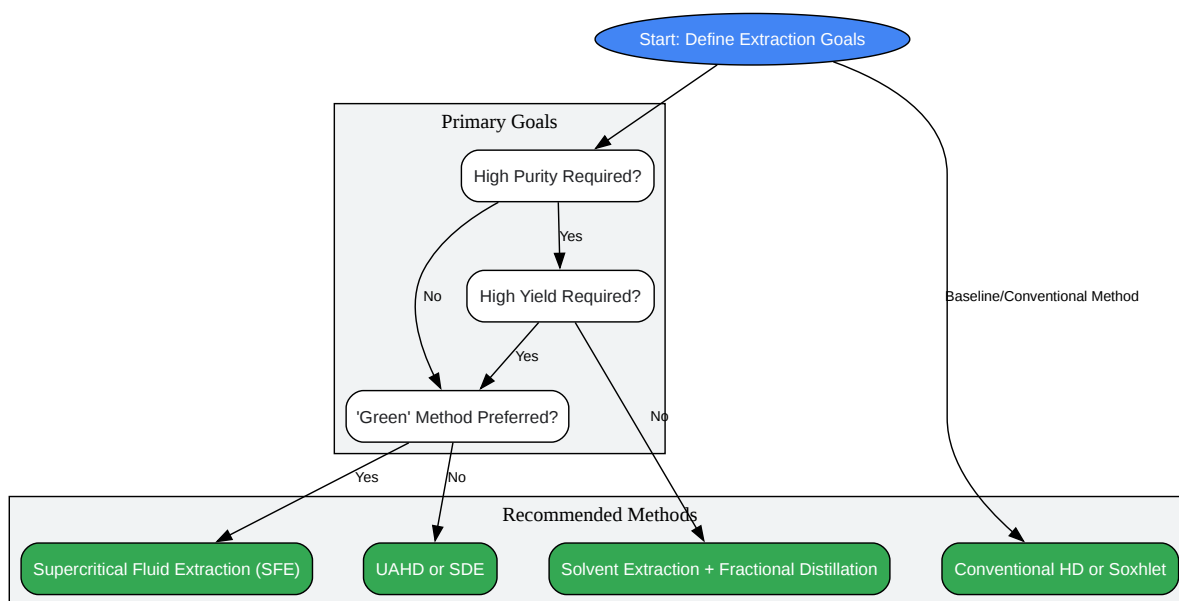 Start: Define Extraction Goals
Primary Goals
High Purity Required?
Yes
High Yield Required?
No
Baseline/Conventional Method
Yes
'Green' Method Preferred?
No
Yes
No
Recommended Methods
Supercritical Fluid Extraction (SFE)
UAHD or SDE
Solvent Extraction + Fractional Distillation
Conventional HD or Soxhlet